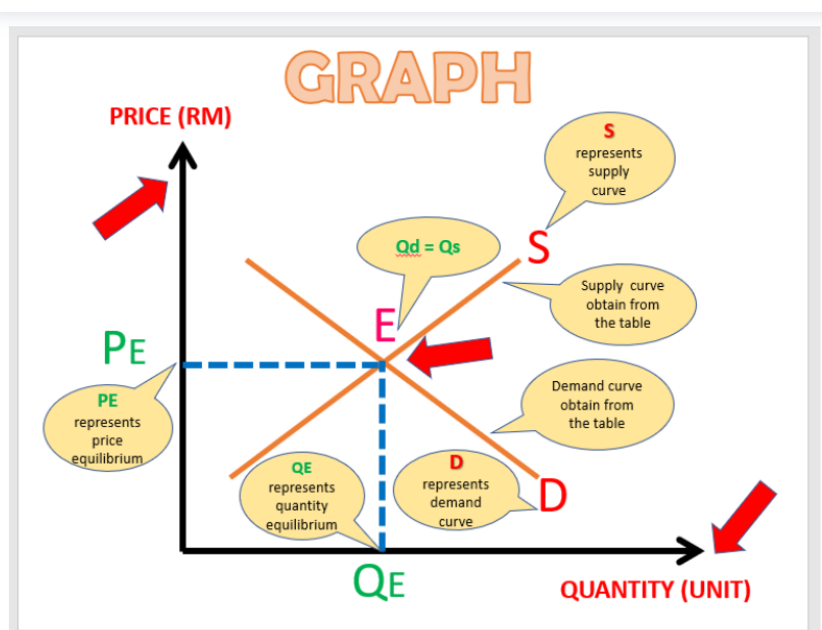 GRAPH
PRICE (RM)
S
represents
supply
curve
Qd = Qs
S
Supply curve
obtain from
the table
E
PE
PE
represents
price
equilibrium
Demand curve
obtain from
the table
QE
represents
quantity
equilibrium
D
represents
demand
curve
D
QE
QUANTITY (UNIT)